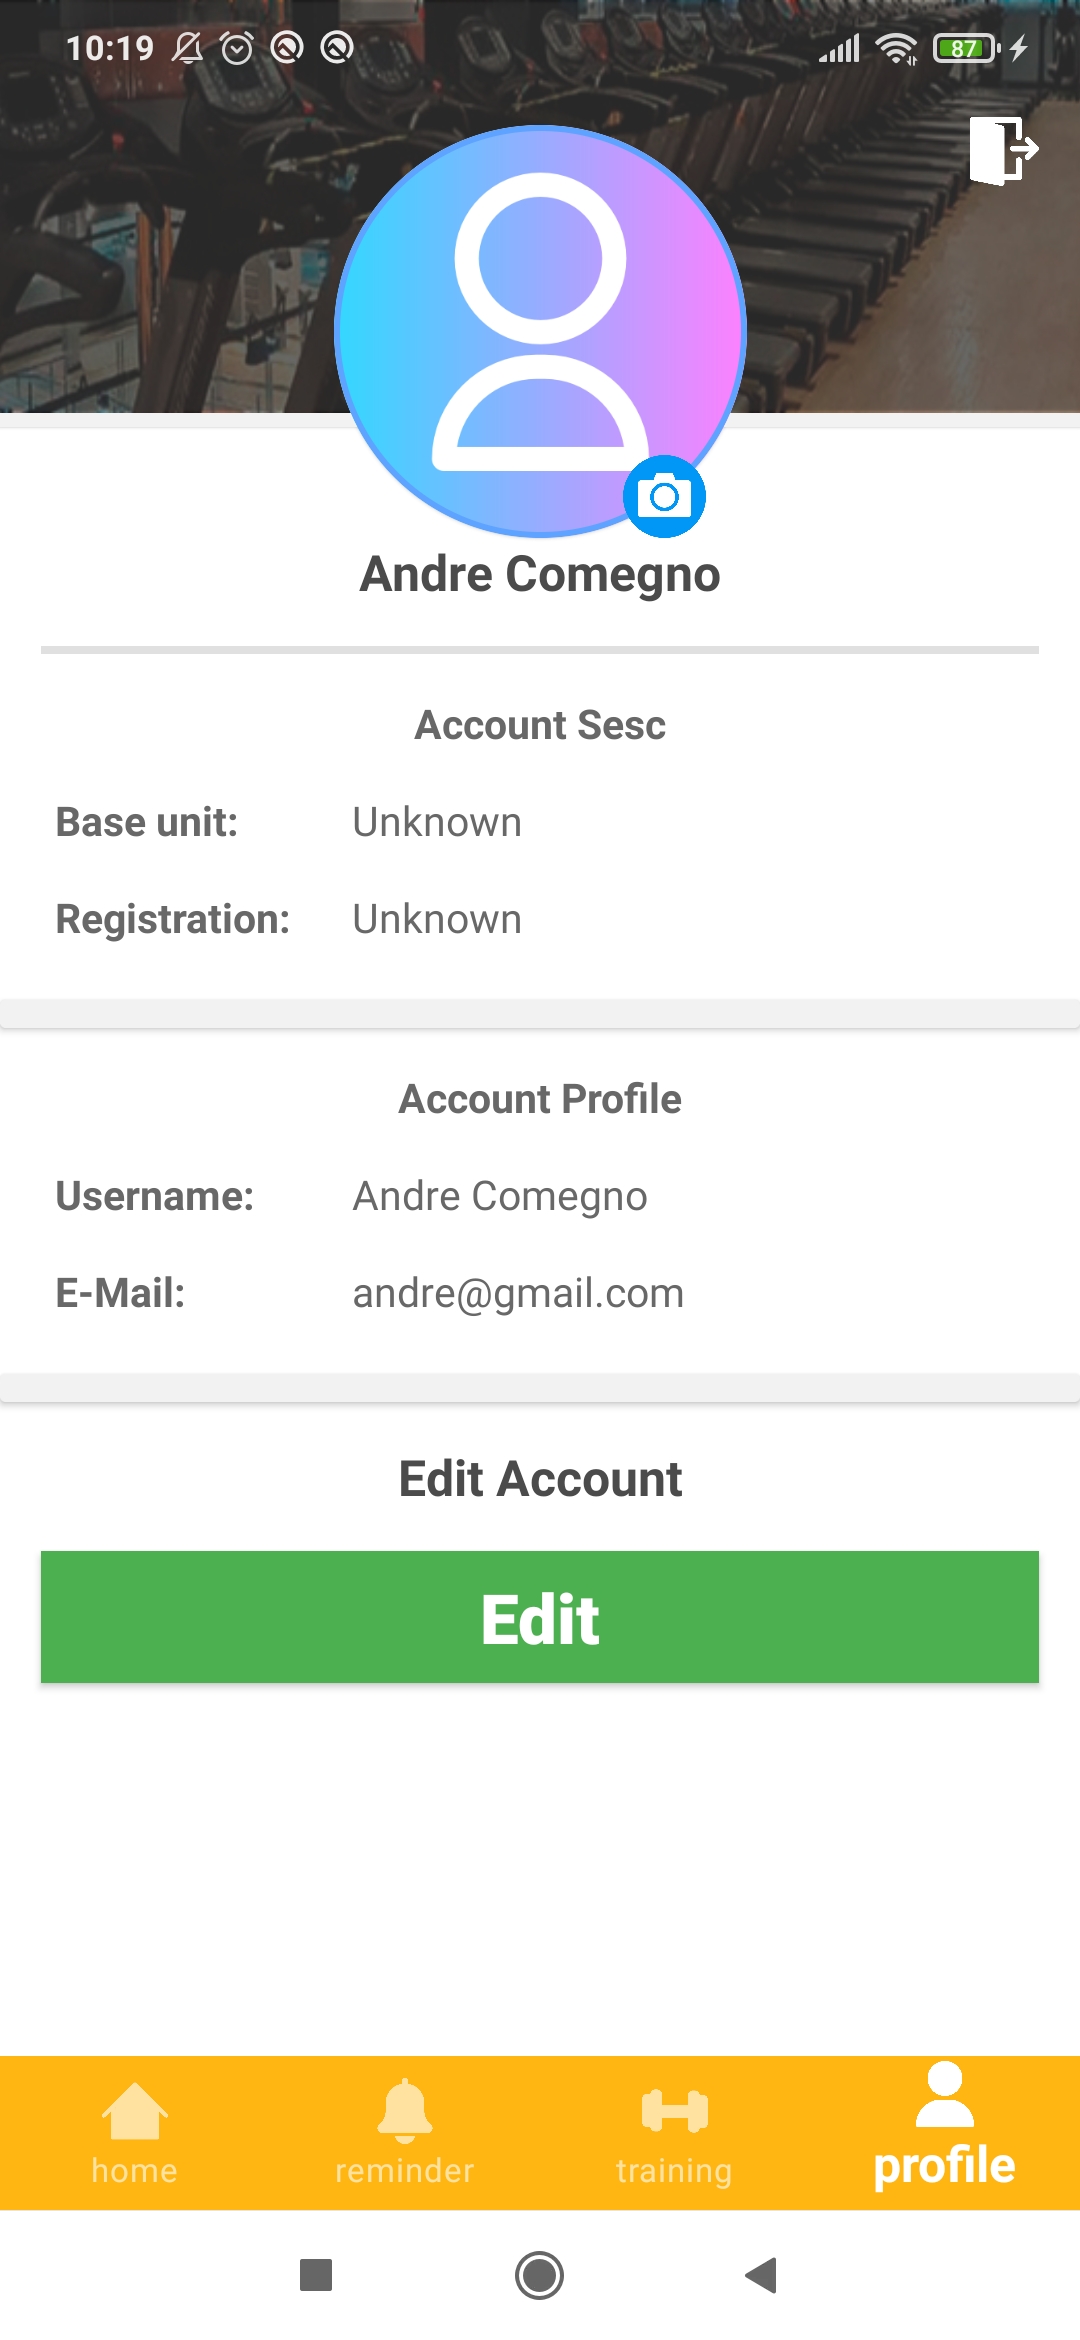 10:19
87
Andre Comegno
Account Sesc
Base unit: Unknown
Registration: Unknown
Account Profile
Username: Andre Comegno
E-Mail: andre@gmail.com
Edit Account
Edit
home reminder training profile